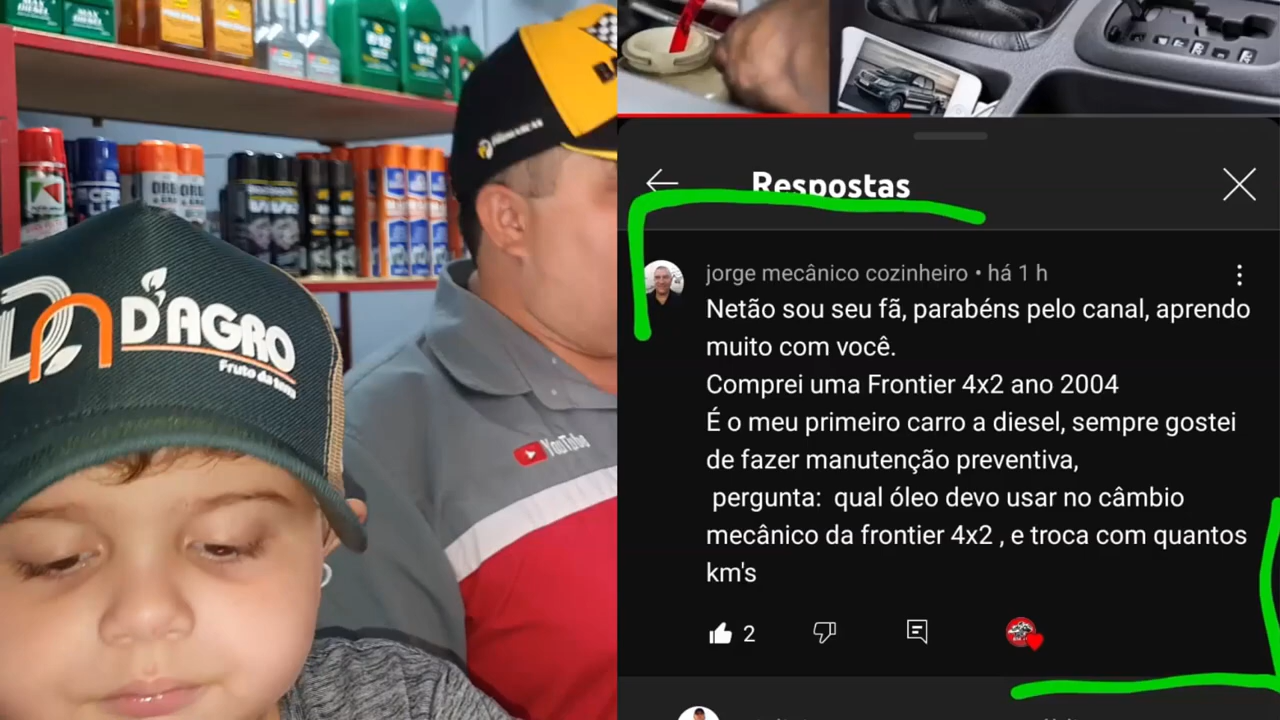 D'AGRO
Fruto da terra
YouTube
Respostas
jorge mecânico cozinheiro • há 1 h
Netão sou seu fã, parabéns pelo canal, aprendo
muito com você.
Comprei uma Frontier 4x2 ano 2004
É o meu primeiro carro a diesel, sempre gostei
de fazer manutenção preventiva,
pergunta: qual óleo devo usar no câmbio
mecânico da frontier 4x2 , e troca com quantos
km's
2